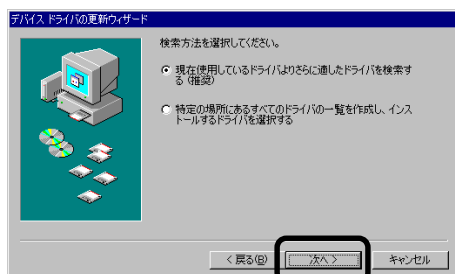 デバイス ドライバの更新ウィザード
検索方法を選択してください。
現在使用しているドライバよりさらに適したドライバを検索す
る (推奨)
特定の場所にあるすべてのドライバの一覧を作成し、インス
トールするドライバを選択する
< 戻る(B)
次へ >
キャンセル